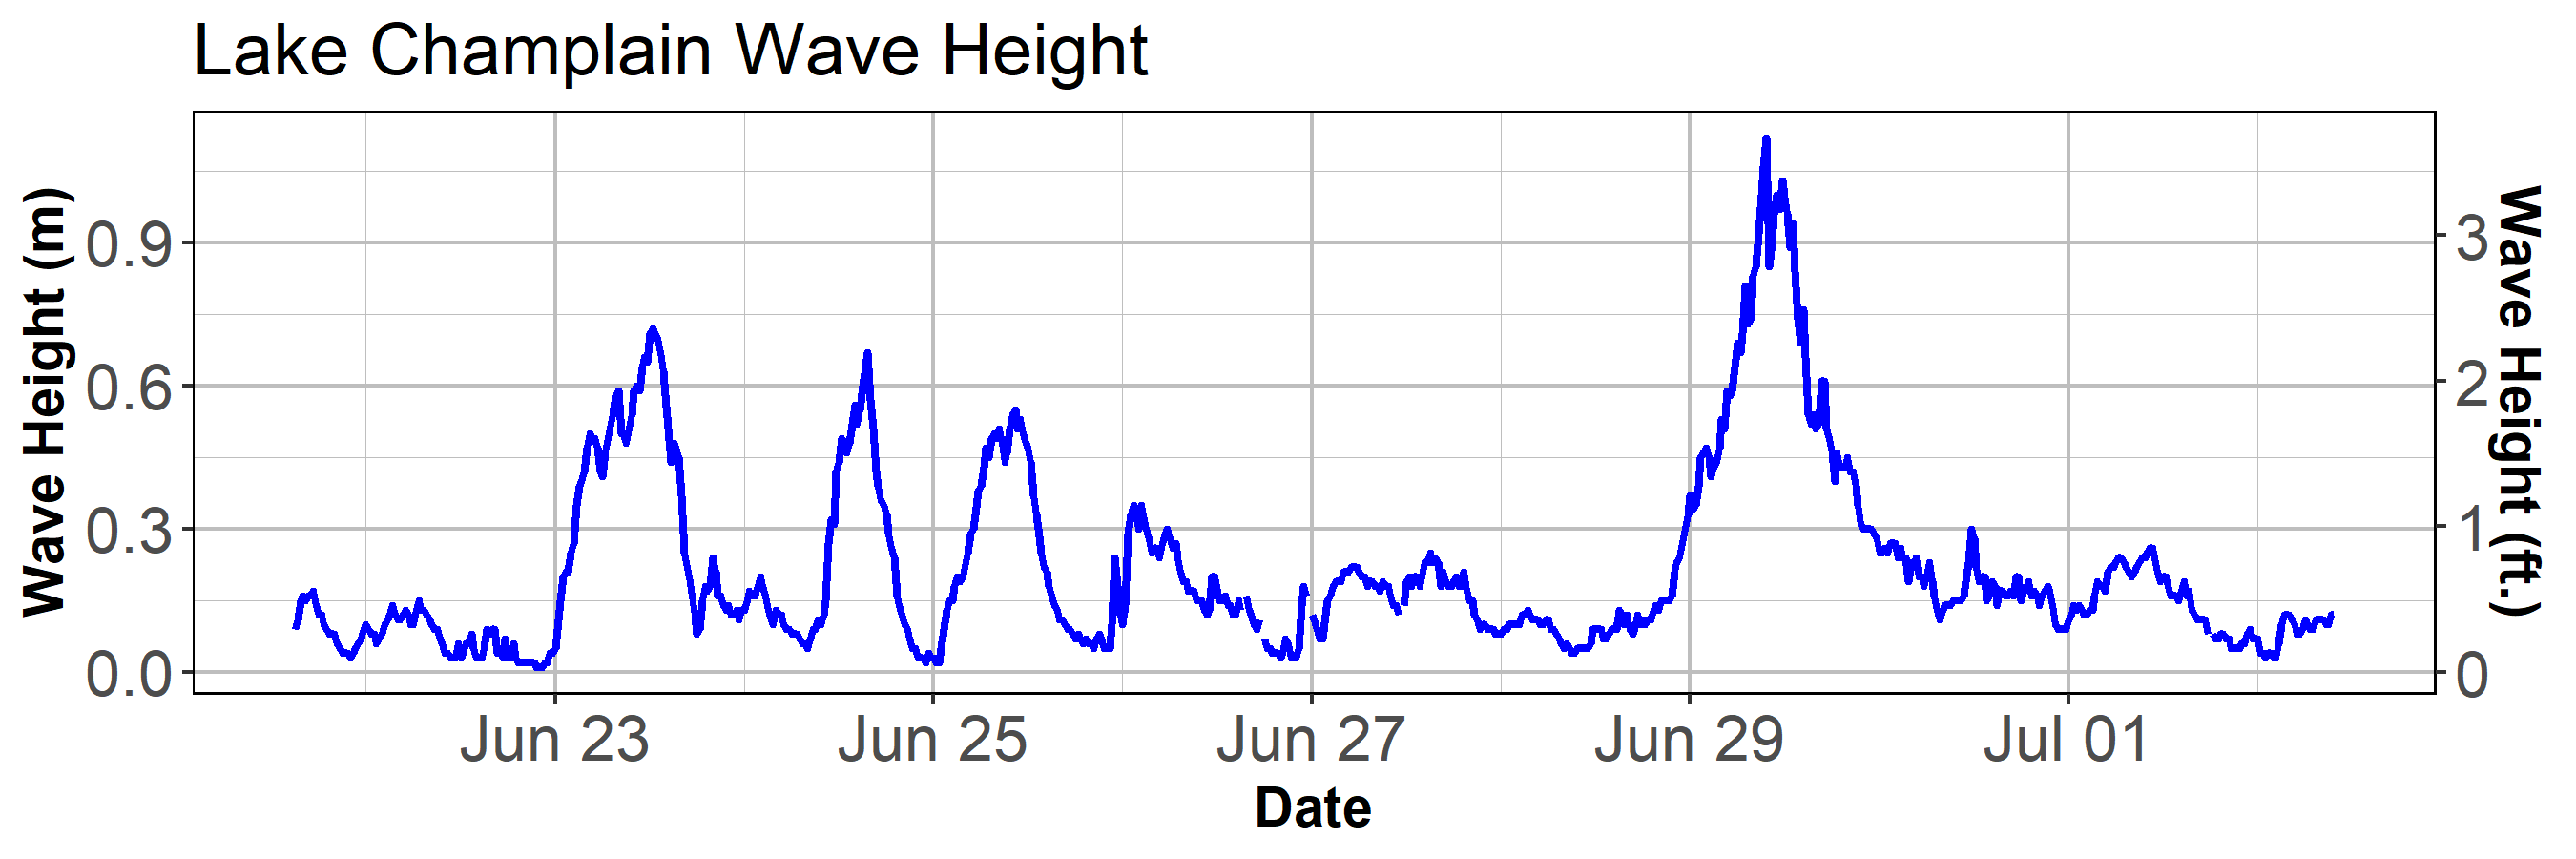 Lake Champlain Wave Height
Wave Height (m)
0.9
0.6
0.3
0.0
3
2
1
0
Wave Height (ft.)
Jun 23
Jun 25
Jun 27
Jun 29
Jul 01
Date